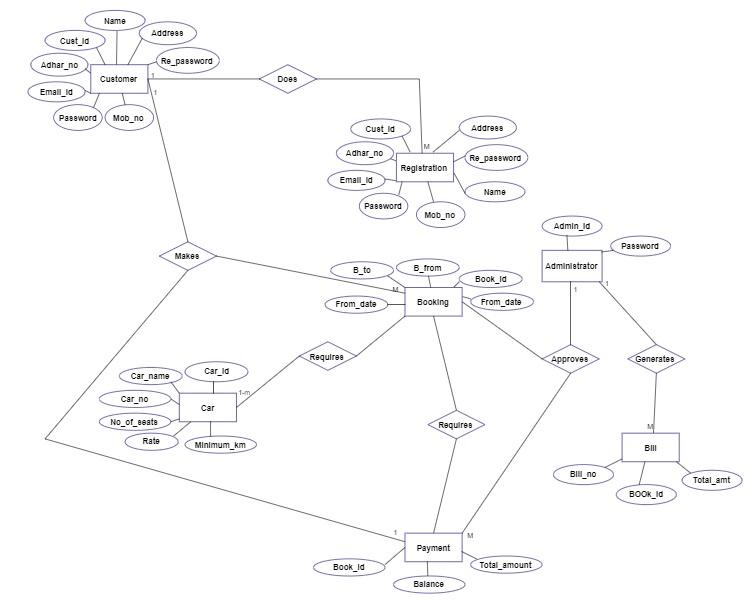 Name
Cust_id
Address
Adhar_no
Customer
1
Re_password
Does
Email_id
1
Password
Mob_no
Cust_id
Address
M
Adhar_no
Registration
Re_password
Email_id
Name
Password
Mob_no
Admin_id
Password
Makes
B_to
B_from
Administrator
Book_id
M
1
1
From_date
Booking
From_date
Requires
Approves
Generates
Car_id
Car_name
1-m
Car_no
Car
No_of_seats
Requires
M
Rate
Minimum_km
Bill
Bill_no
Total_amt
BOOk_id
1
M
Payment
Book_id
Total_amount
Balance